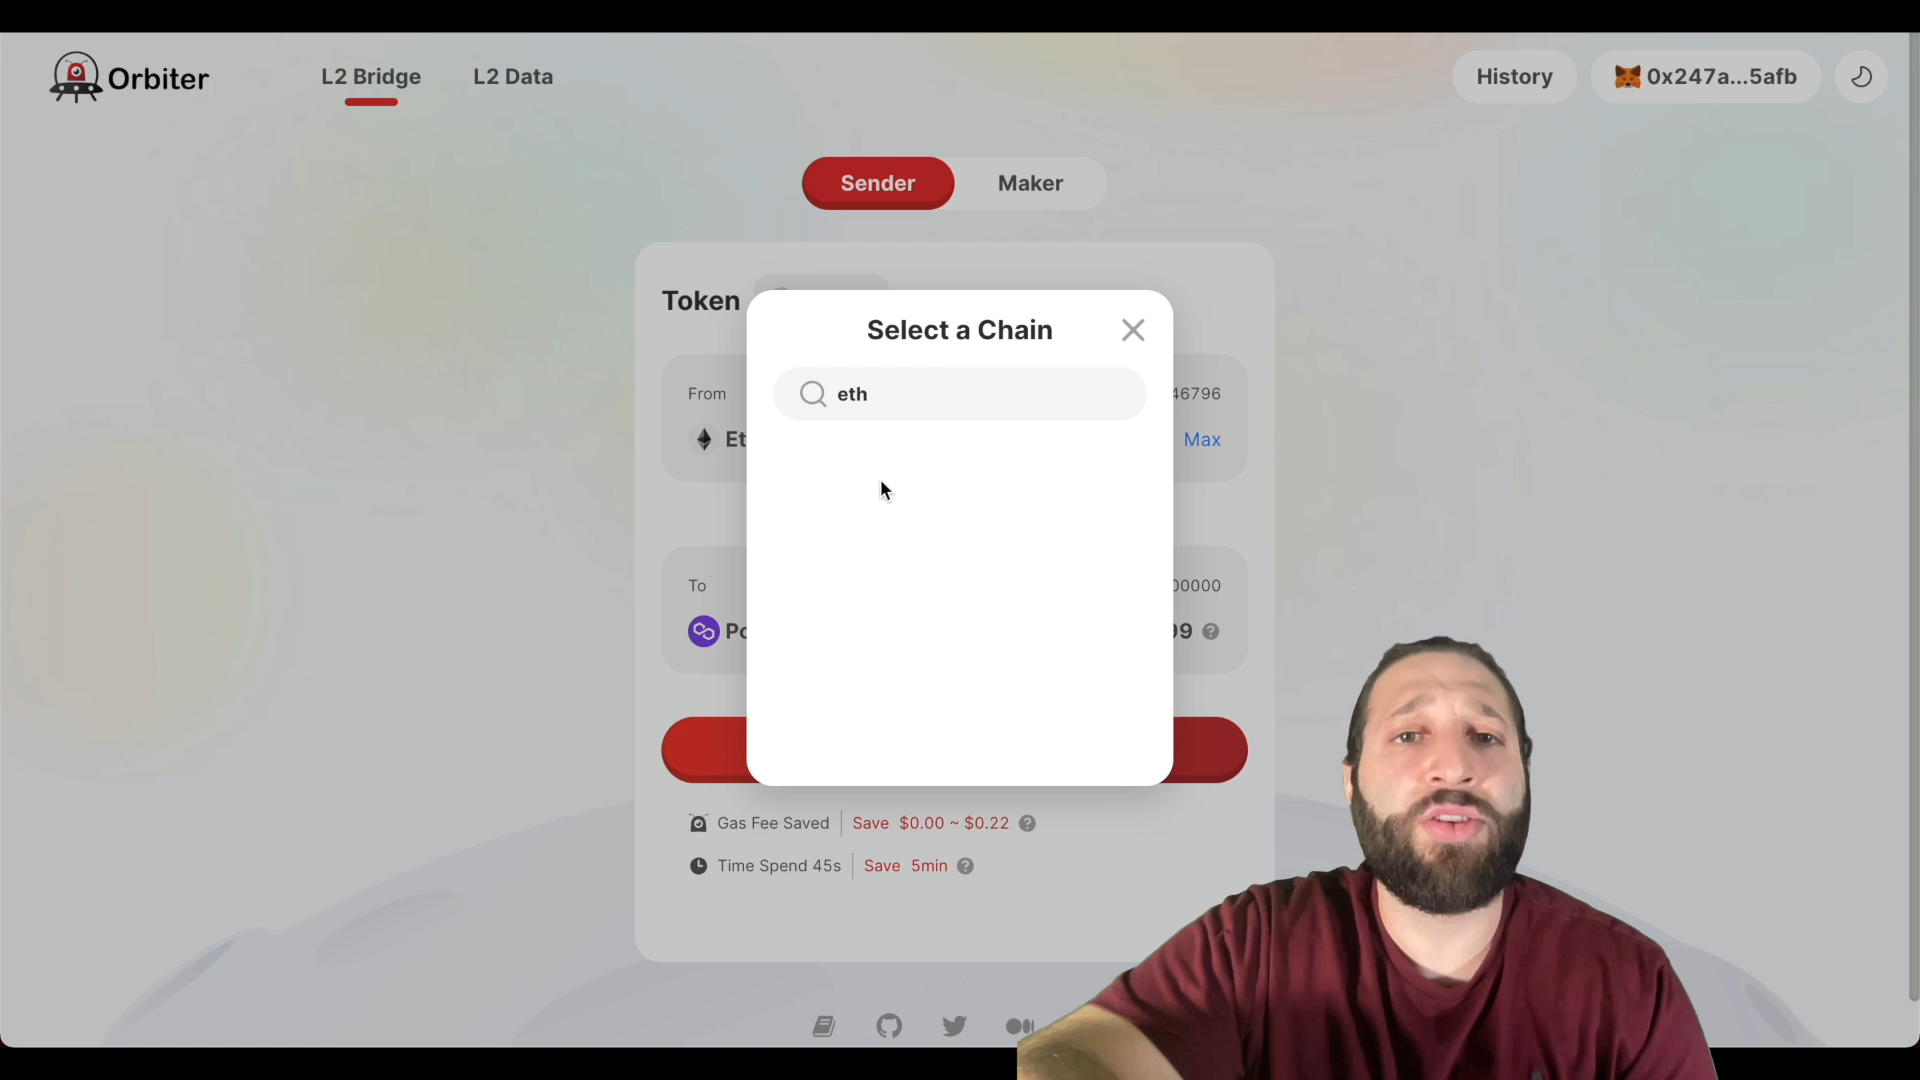 Orbiter
L2 Bridge
L2 Data
History
0x247a...5afb
Sender
Maker
Token
Select a Chain
eth
From
46796
Et
Max
To
00000
Po
99
Gas Fee Saved
Save $0.00 ~ $0.22
Time Spend 45s
Save 5min